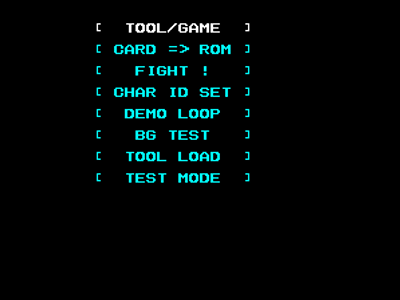 [ TOOL/GAME ]
[ CARD => ROM ]
[ FIGHT ! ]
[ CHAR ID SET ]
[ DEMO LOOP ]
[ BG TEST ]
[ TOOL LOAD ]
[ TEST MODE ]